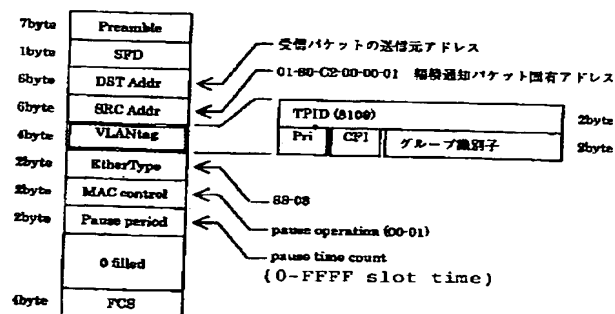 7byte Preamble
1byte SFD
6byte DST Addr 受信パケットの送信元アドレス
6byte SRC Addr 01-80-C2-00-00-01 輻輳通知パケット固有アドレス
4byte VLANtag
TPID (8100) 2byte
Pri CFI グループ識別子 2byte
2byte EtherType 88-08
2byte MAC control pause operation (00-01)
2byte Pause period pause time count
(0-FFFF slot time)
0 filled
4byte FCS